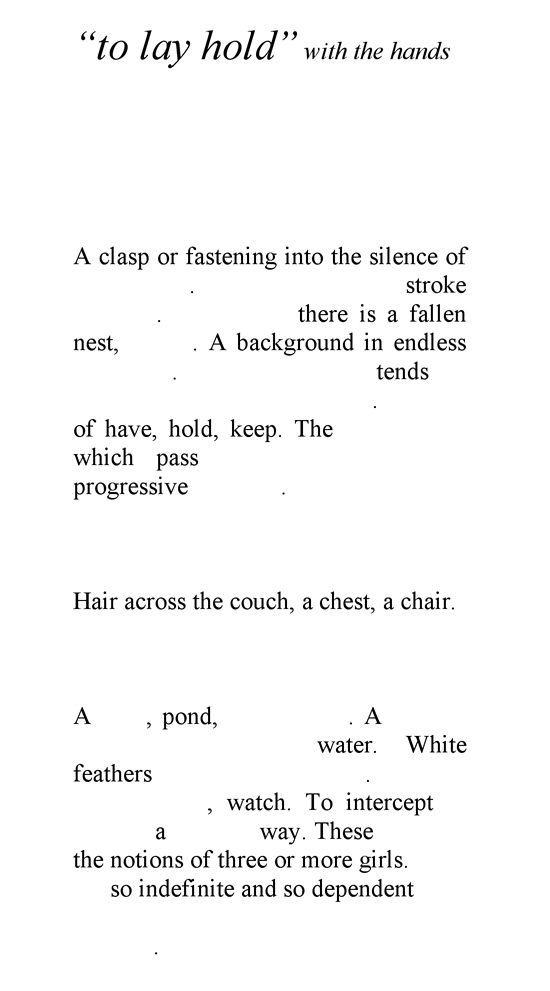 “to lay hold” with the hands
A clasp or fastening into the silence of
. stroke
. there is a fallen
nest, . A background in endless
. tends
.
of have, hold, keep. The
which pass
progressive .
Hair across the couch, a chest, a chair.
A , pond, . A
water. White
feathers .
, watch. To intercept
a way. These
the notions of three or more girls.
so indefinite and so dependent
.